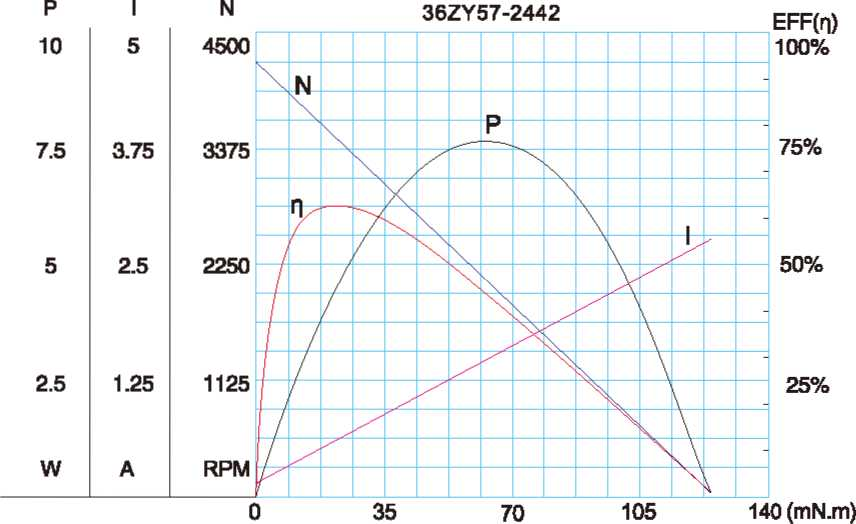 P I N 36ZY57-2442
EFF(η)
10 5 4500 100%
N
P
7.5 3.75 3375 75%
η
I
5 2.5 2250 50%
2.5 1.25 1125 25%
W A RPM
0 35 70 105 140 (mN.m)